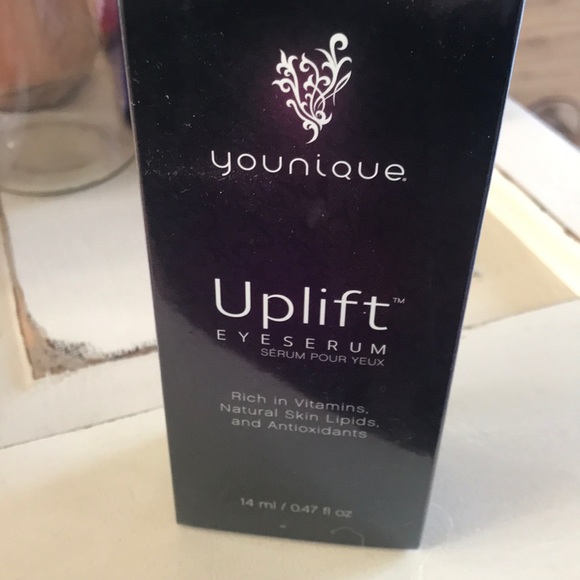 younique
Uplift™
EYESERUM
SÉRUM POUR YEUX
Rich in Vitamins,
Natural Skin Lipids,
and Antioxidants
14 ml / 0.47 fl oz